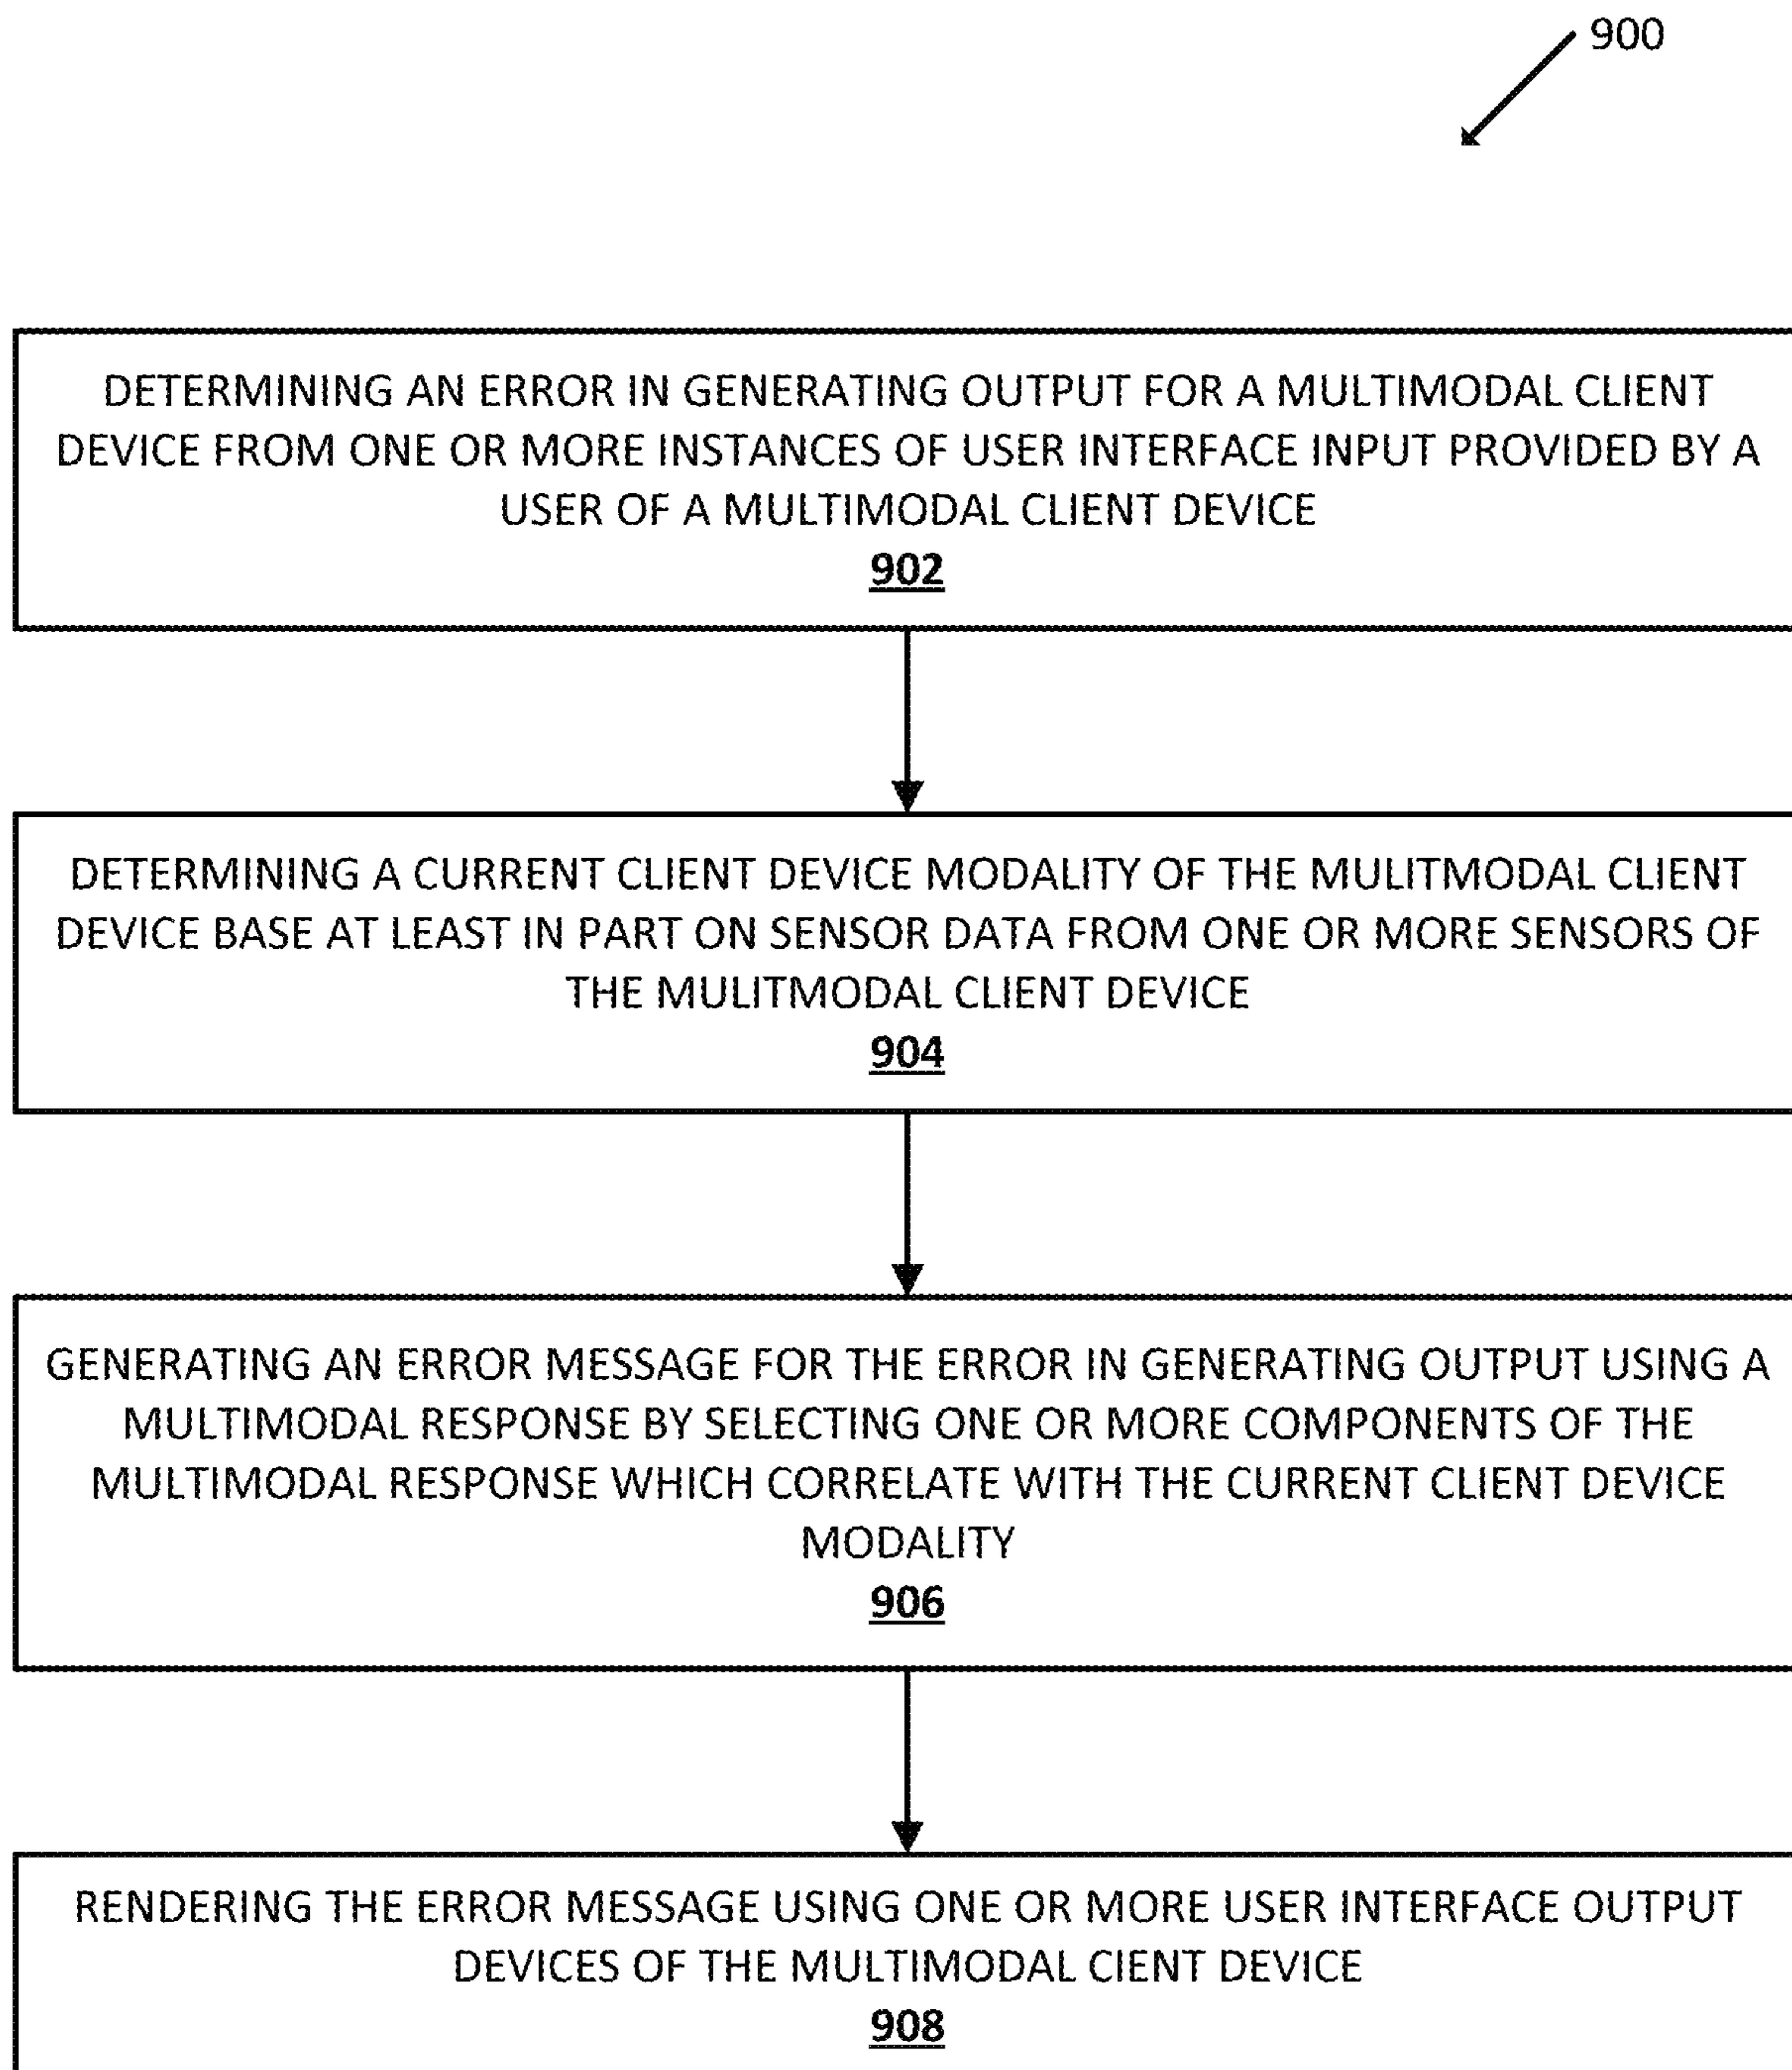 900
DETERMINING AN ERROR IN GENERATING OUTPUT FOR A MULTIMODAL CLIENT
DEVICE FROM ONE OR MORE INSTANCES OF USER INTERFACE INPUT PROVIDED BY A
USER OF A MULTIMODAL CLIENT DEVICE
902
DETERMINING A CURRENT CLIENT DEVICE MODALITY OF THE MULITMODAL CLIENT
DEVICE BASE AT LEAST IN PART ON SENSOR DATA FROM ONE OR MORE SENSORS OF
THE MULITMODAL CLIENT DEVICE
904
GENERATING AN ERROR MESSAGE FOR THE ERROR IN GENERATING OUTPUT USING A
MULTIMODAL RESPONSE BY SELECTING ONE OR MORE COMPONENTS OF THE
MULTIMODAL RESPONSE WHICH CORRELATE WITH THE CURRENT CLIENT DEVICE
MODALITY
906
RENDERING THE ERROR MESSAGE USING ONE OR MORE USER INTERFACE OUTPUT
DEVICES OF THE MULTIMODAL CIENT DEVICE
908